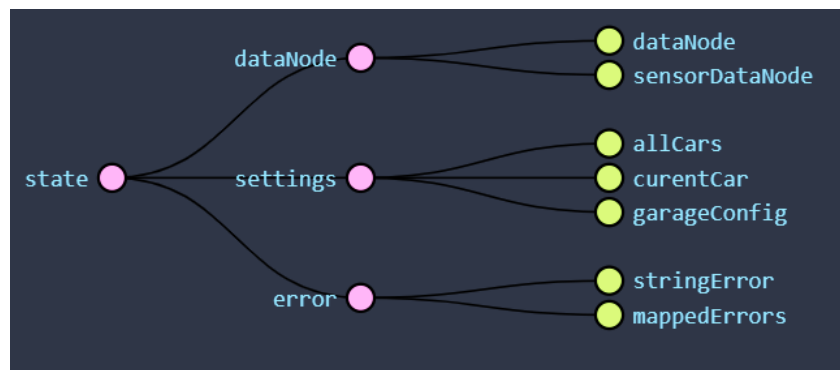 state
dataNode
dataNode
sensorDataNode
settings
allCars
curentCar
garageConfig
error
stringError
mappedErrors